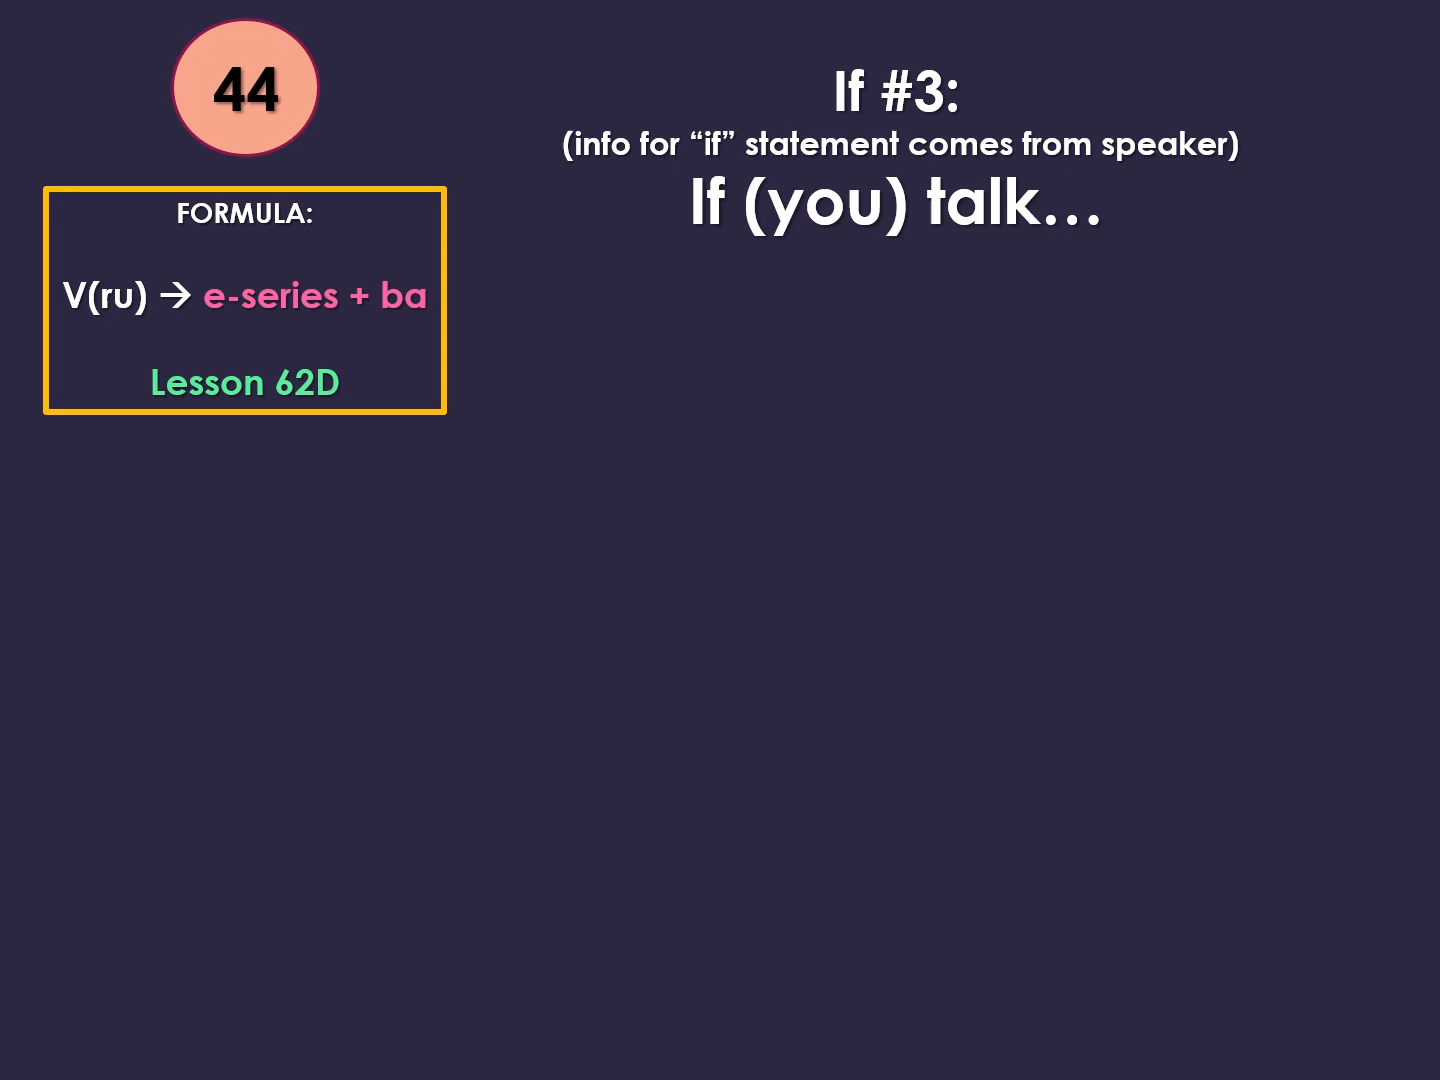 44
FORMULA:
V(ru) → e-series + ba
Lesson 62D
If #3:
(info for “if” statement comes from speaker)
If (you) talk…